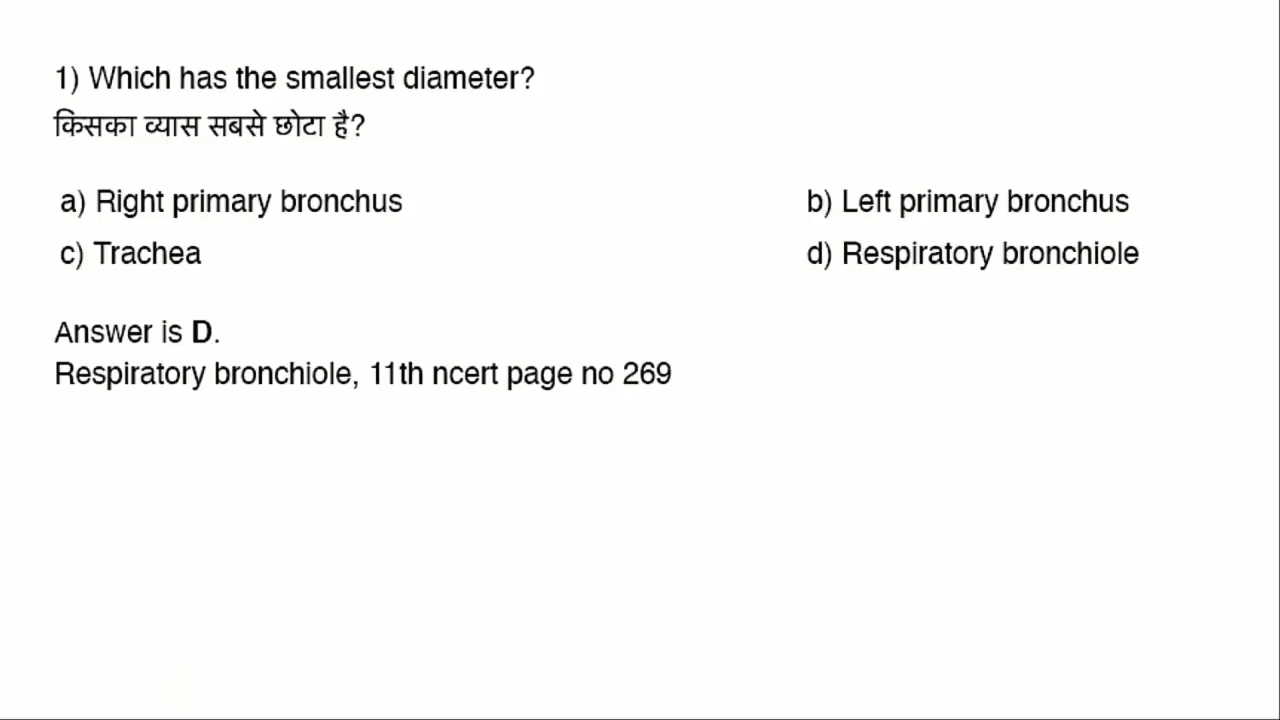 1) Which has the smallest diameter?
किसका व्यास सबसे छोटा है?
a) Right primary bronchus b) Left primary bronchus
c) Trachea d) Respiratory bronchiole
Answer is D.
Respiratory bronchiole, 11th ncert page no 269